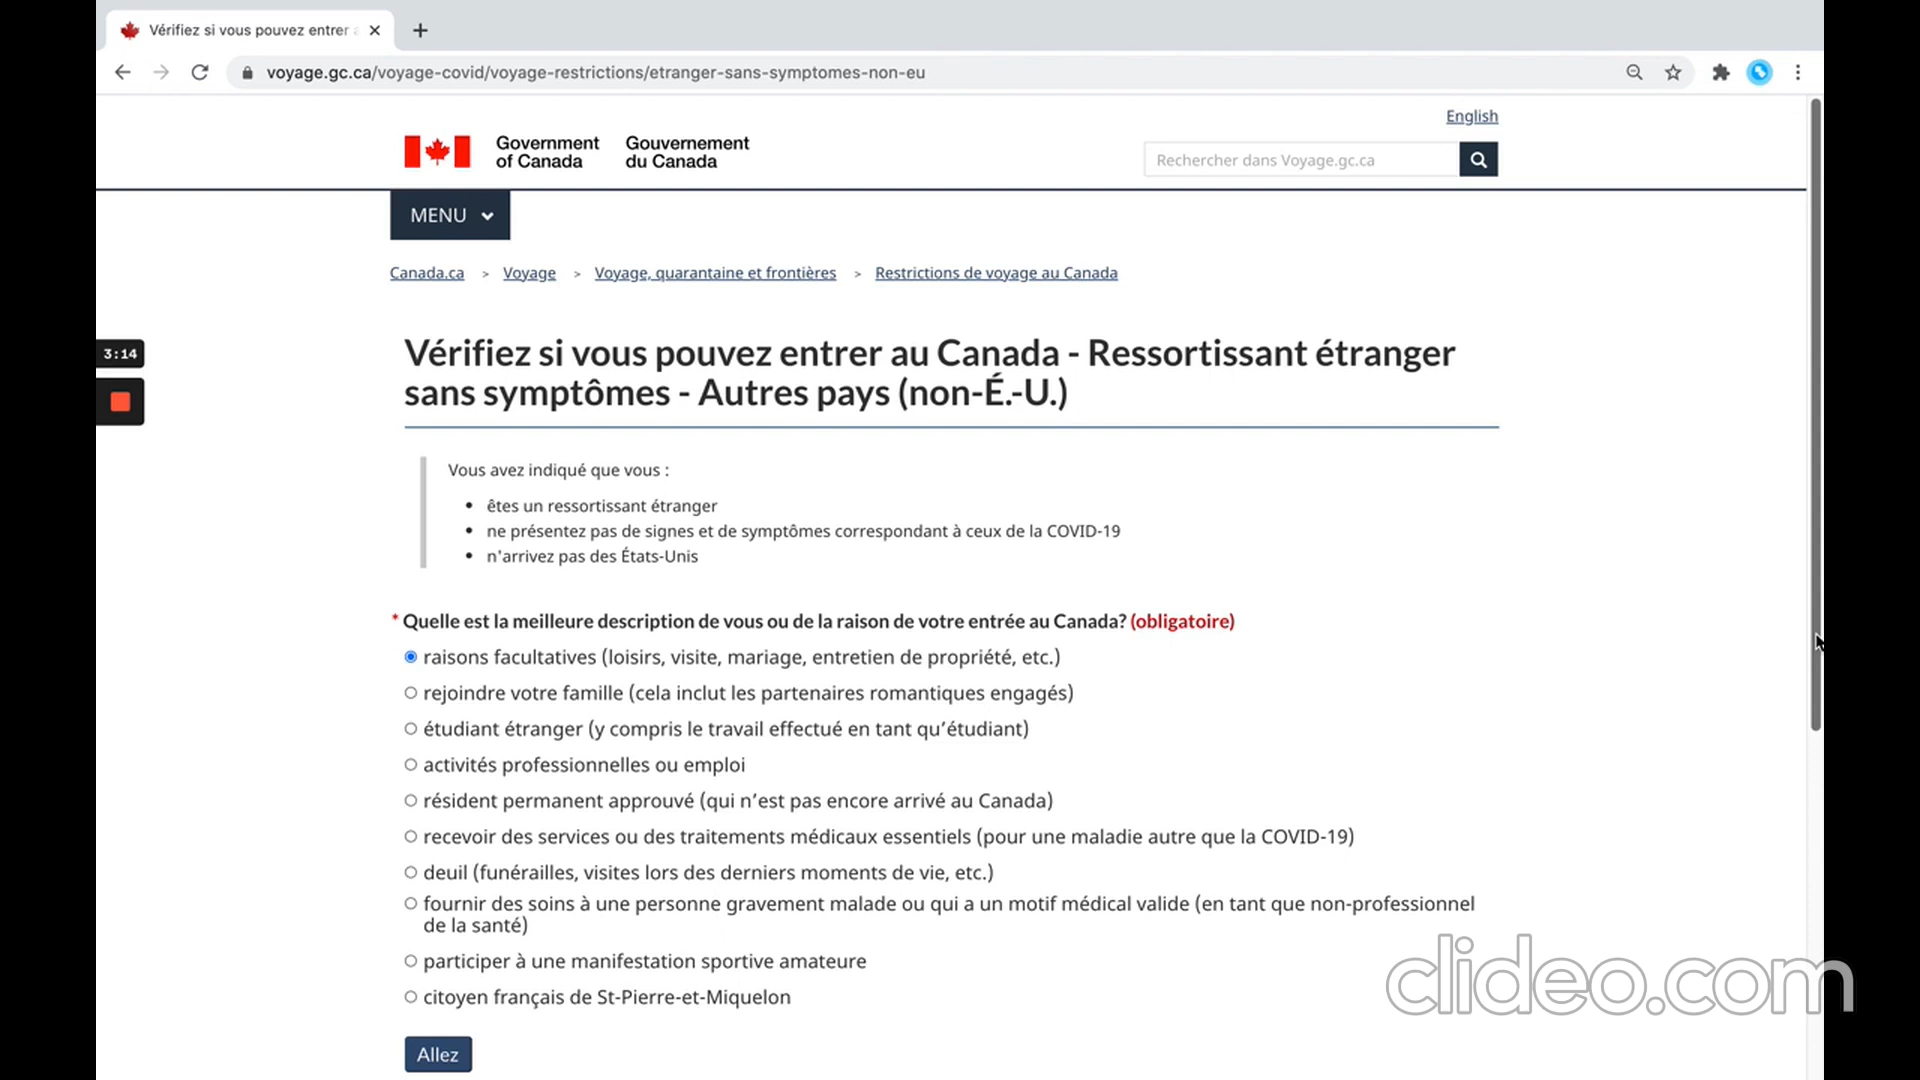 Vérifiez si vous pouvez entrer
voyage.gc.ca/voyage-covid/voyage-restrictions/etranger-sans-symptomes-non-eu
English
Government of Canada
Gouvernement du Canada
Rechercher dans Voyage.gc.ca
MENU
Canada.ca > Voyage > Voyage, quarantaine et frontières > Restrictions de voyage au Canada
3:14
Vérifiez si vous pouvez entrer au Canada - Ressortissant étranger
sans symptômes - Autres pays (non-É.-U.)
Vous avez indiqué que vous :
• êtes un ressortissant étranger
• ne présentez pas de signes et de symptômes correspondant à ceux de la COVID-19
• n'arrivez pas des États-Unis
* Quelle est la meilleure description de vous ou de la raison de votre entrée au Canada? (obligatoire)
raisons facultatives (loisirs, visite, mariage, entretien de propriété, etc.)
rejoindre votre famille (cela inclut les partenaires romantiques engagés)
étudiant étranger (y compris le travail effectué en tant qu’étudiant)
activités professionnelles ou emploi
résident permanent approuvé (qui n’est pas encore arrivé au Canada)
recevoir des services ou des traitements médicaux essentiels (pour une maladie autre que la COVID-19)
deuil (funérailles, visites lors des derniers moments de vie, etc.)
fournir des soins à une personne gravement malade ou qui a un motif médical valide (en tant que non-professionnel
de la santé)
participer à une manifestation sportive amateure
citoyen français de St-Pierre-et-Miquelon
Allez
clideo.com